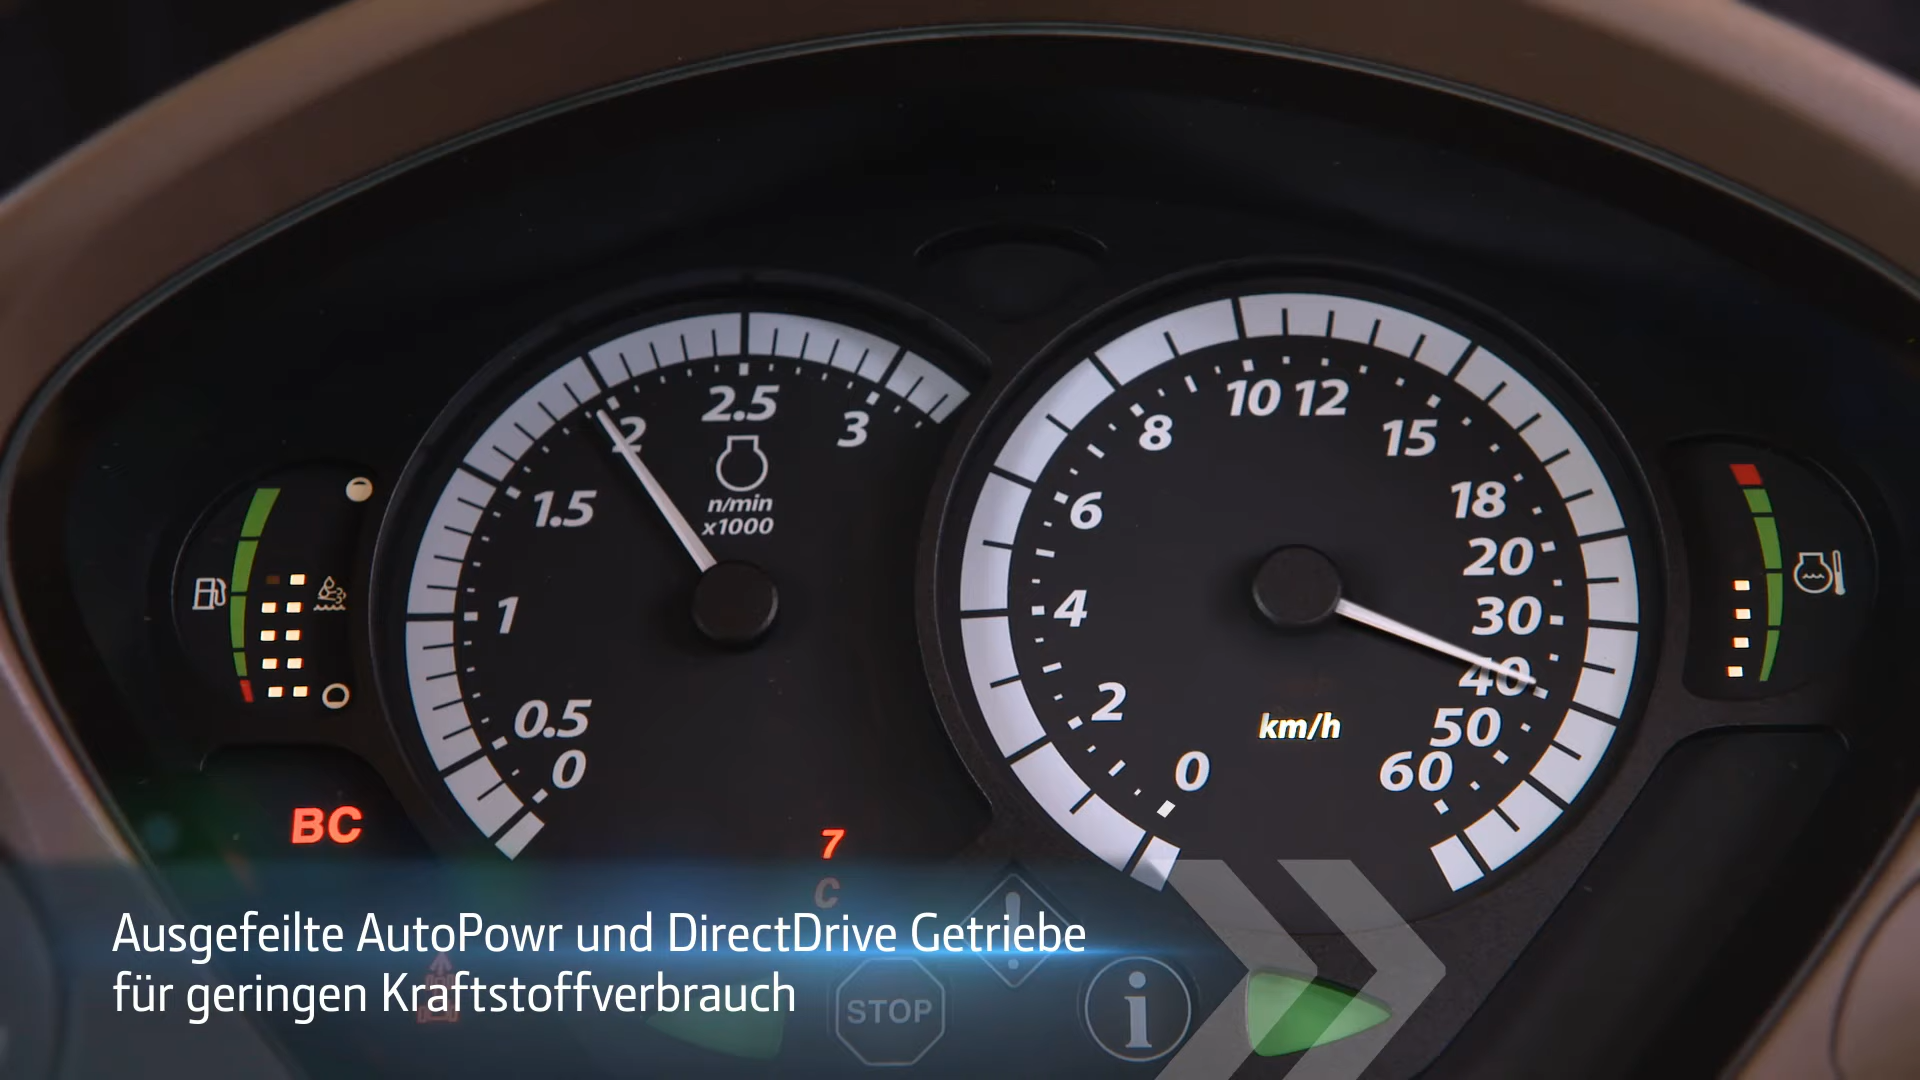 2.5
2
3
n/min
x1000
1.5
1
0.5
0
10 12
8
15
6
18
20
4
30
40
2
50
0
60
km/h
BC
7
C
Ausgefeilte AutoPowr und DirectDrive Getriebe
für geringen Kraftstoffverbrauch
STOP